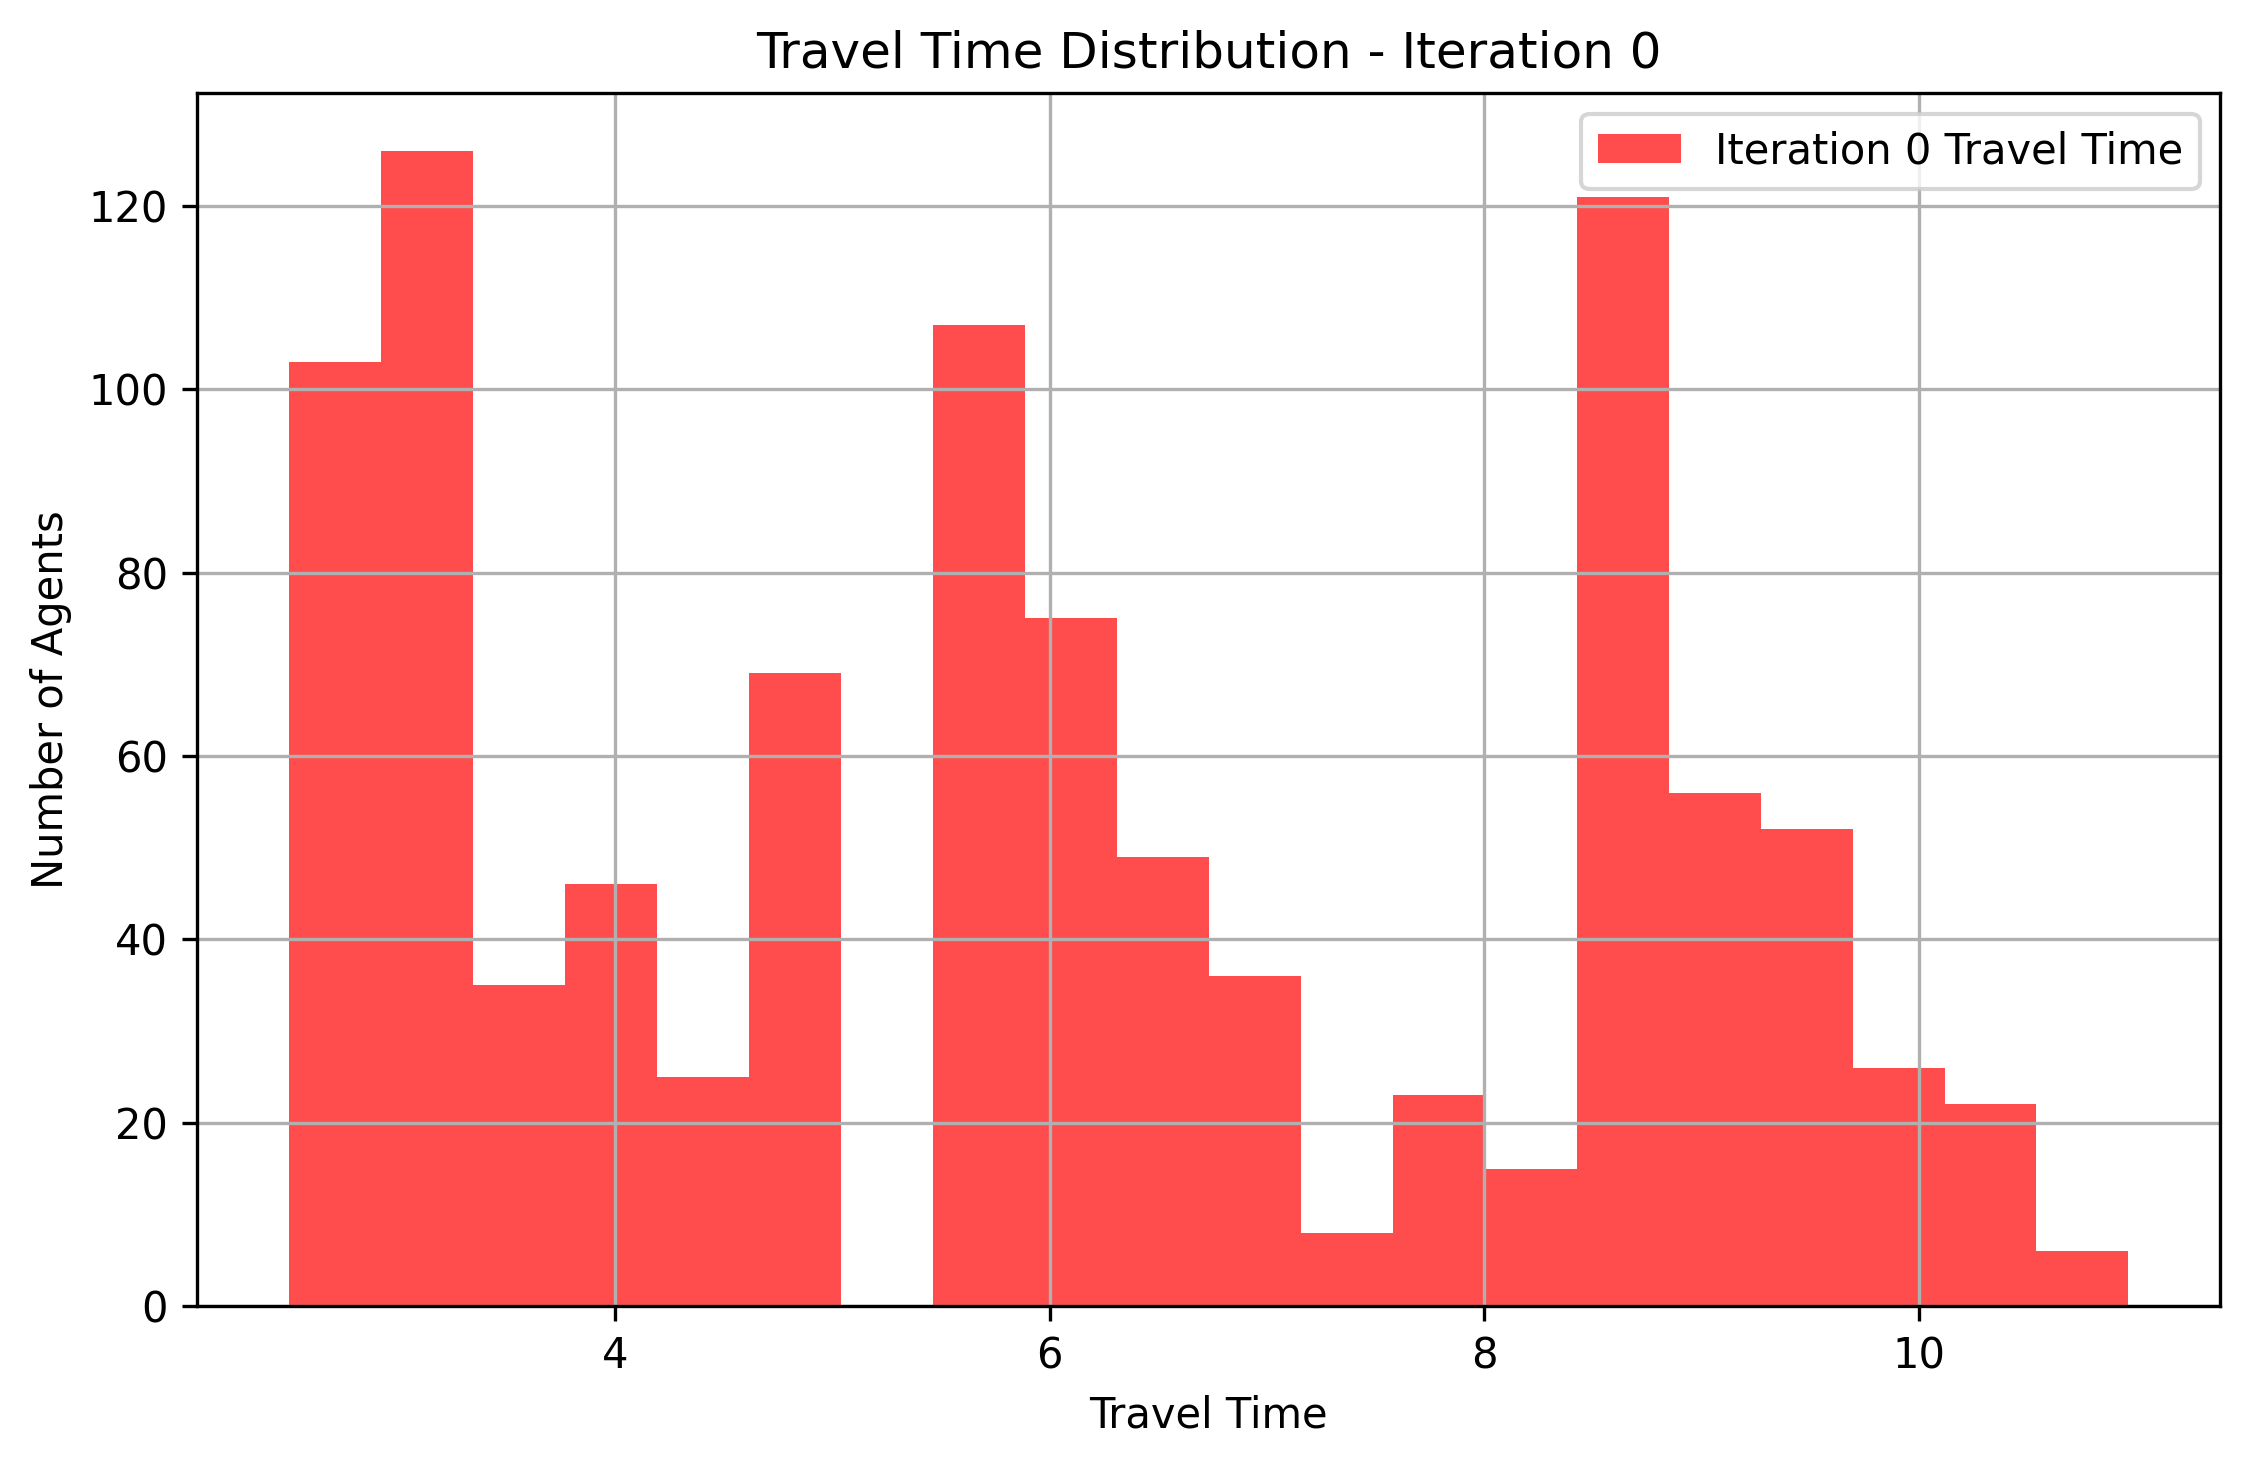 Travel Time Distribution - Iteration 0
Iteration 0 Travel Time
120
100
80
60
40
20
0
Number of Agents
4 6 8 10
Travel Time